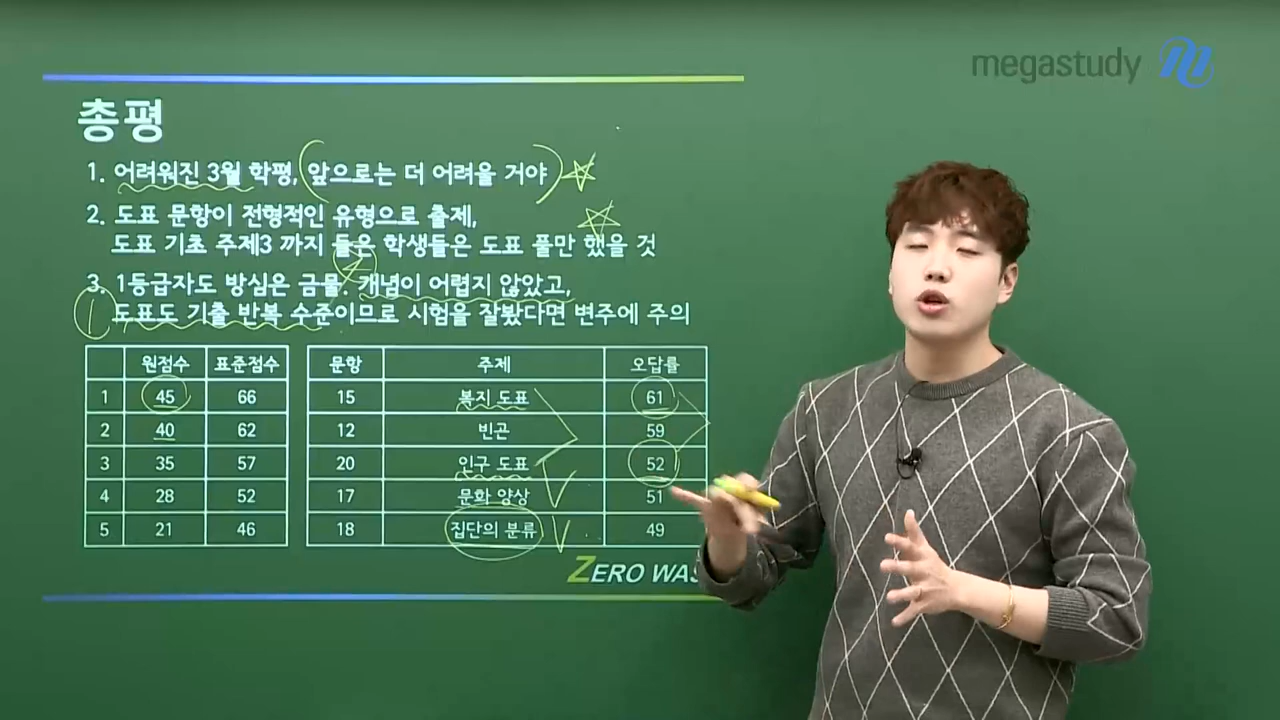 megastudy
총평
1. 어려워진 3월 학평, 앞으로는 더 어려울 거야
2. 도표 문항이 전형적인 유형으로 출제,
도표 기초 주제3 까지 들은 학생들은 도표 풀만 했을 것
3. 1등급자도 방심은 금물. 개념이 어렵지 않았고,
도표도 기출 반복 수준이므로 시험을 잘봤다면 변주에 주의
원점수 표준점수
1 45 66
2 40 62
3 35 57
4 28 52
5 21 46
문항 주제 오답률
15 복지 도표 61
12 빈곤 59
20 인구 도표 52
17 문화 양상 51
18 집단의 분류 49
ZERO WAS